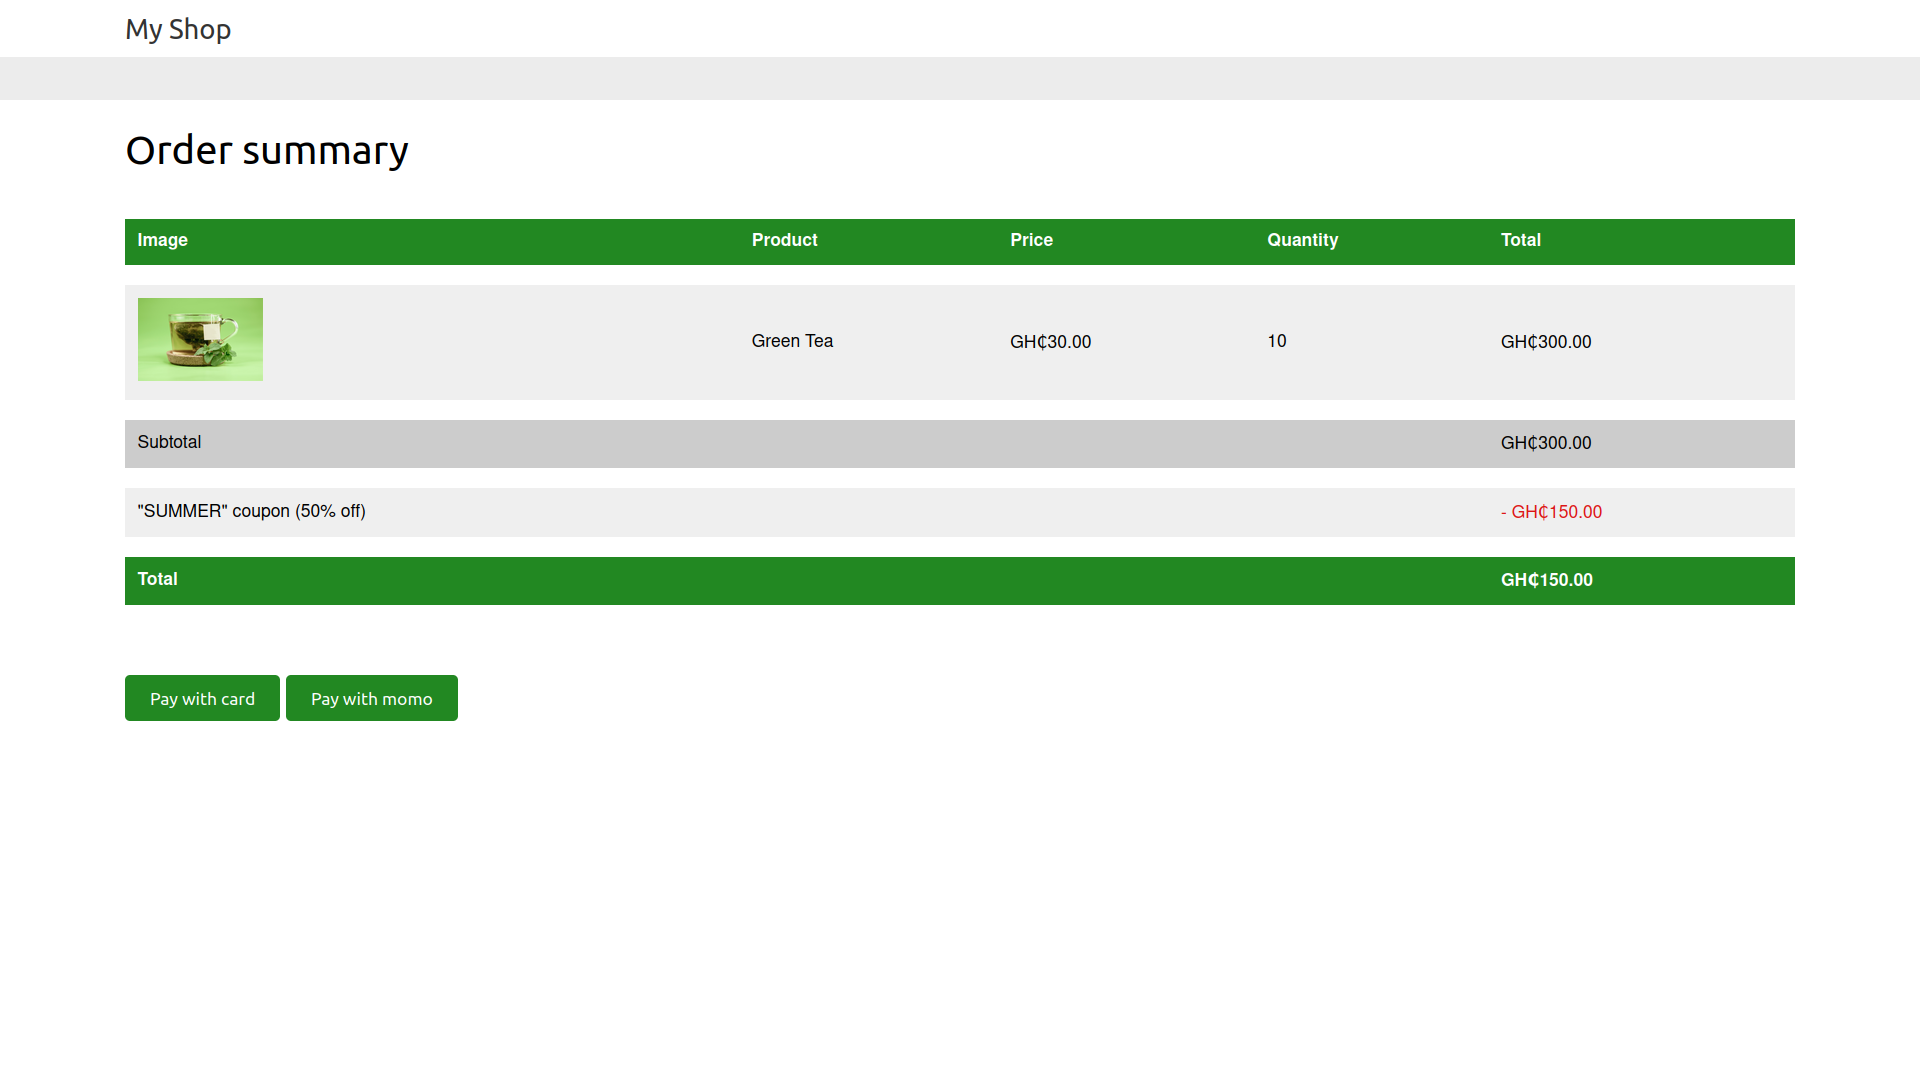 My Shop
Order summary
Image Product Price Quantity Total
Green Tea GH₵30.00 10 GH₵300.00
Subtotal GH₵300.00
"SUMMER" coupon (50% off) - GH₵150.00
Total GH₵150.00
Pay with card Pay with momo